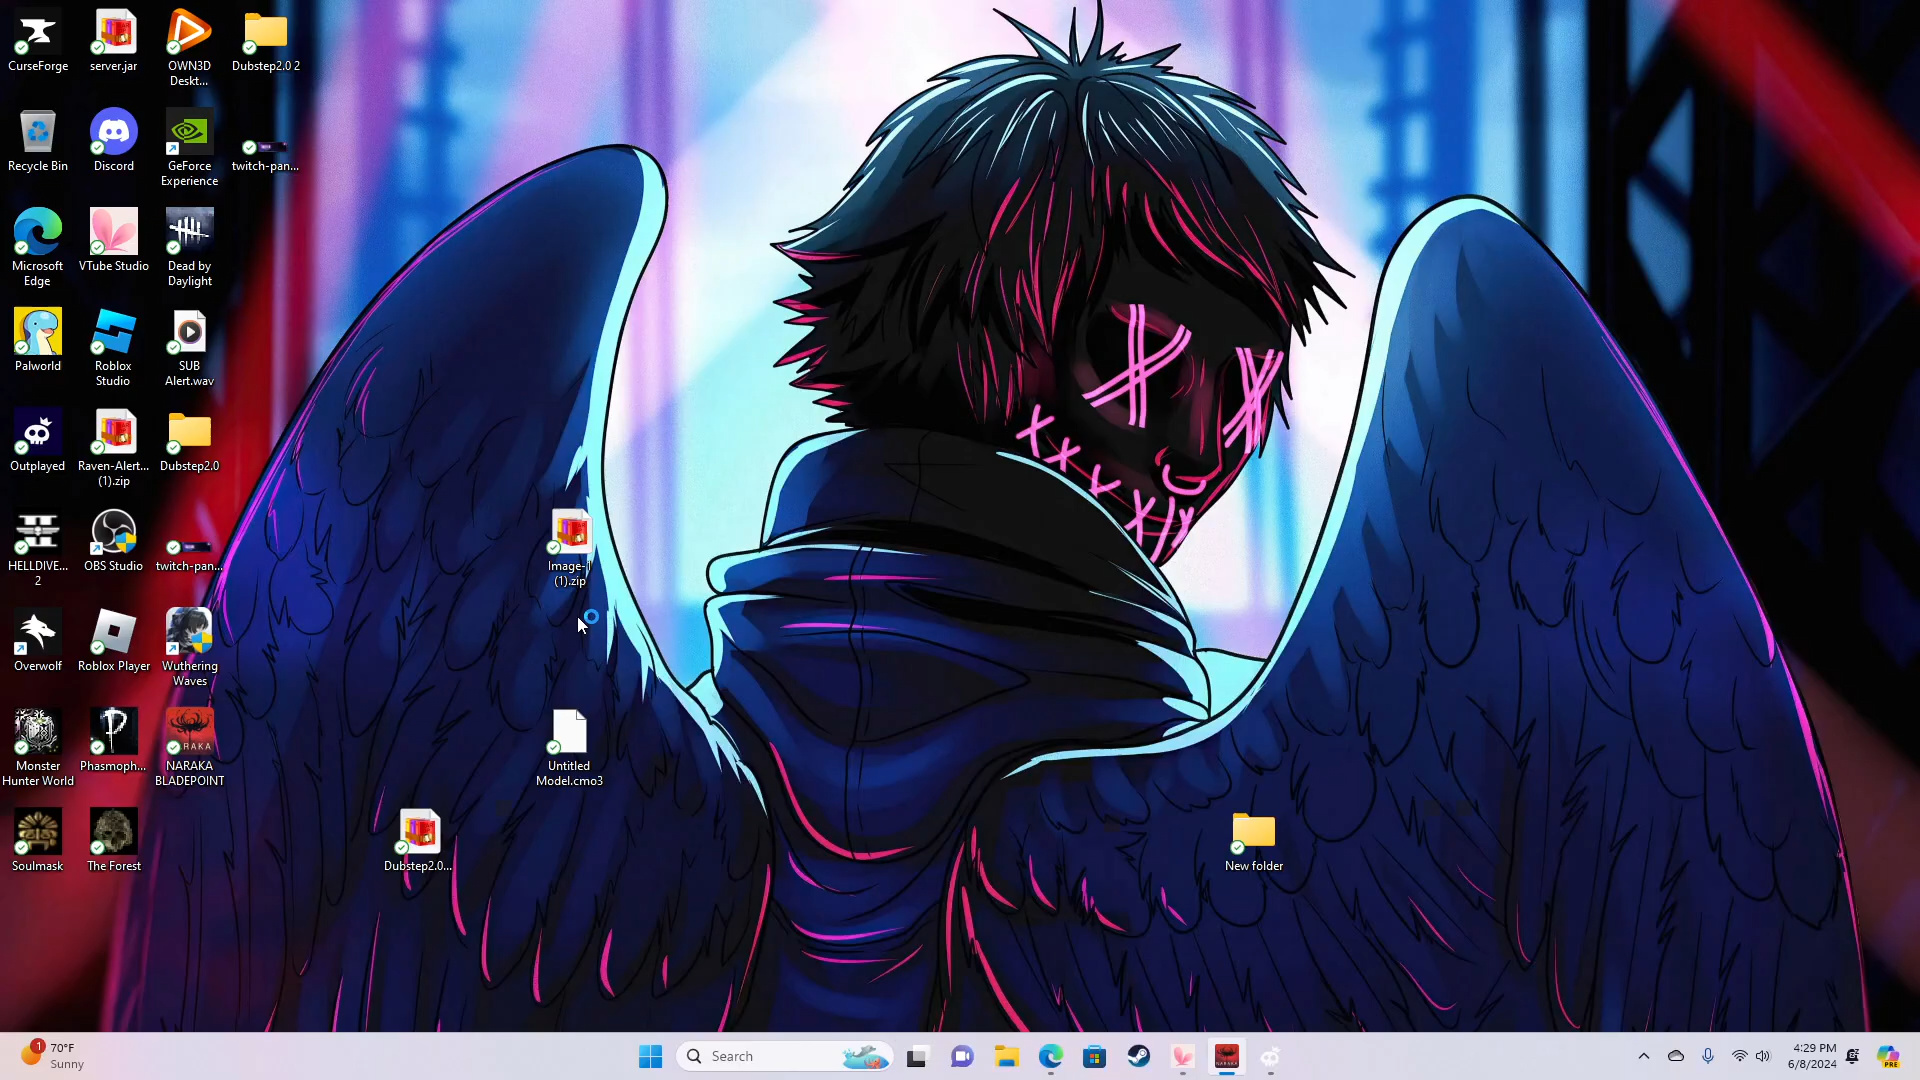 CurseForge
server.jar
OWN3D
Deskt...
Dubstep2.0 2
Recycle Bin
Discord
GeForce
Experience
twitch-pan...
Microsoft
Edge
VTube Studio
Dead by
Daylight
Palworld
Roblox
Studio
SUB
Alert.wav
Outplayed
Raven-Alert...
(1).zip
Dubstep2.0
HELLDIVE...
2
OBS Studio
twitch-pan...
Image-1
(1).zip
Overwolf
Roblox Player
Wuthering
Waves
Monster
Hunter World
Phasmoph...
NARAKA
BLADEPOINT
Untitled
Model.cmo3
Soulmask
The Forest
Dubstep2.0...
New folder
1
70°F
Sunny
Search
4:29 PM
6/8/2024
PRE